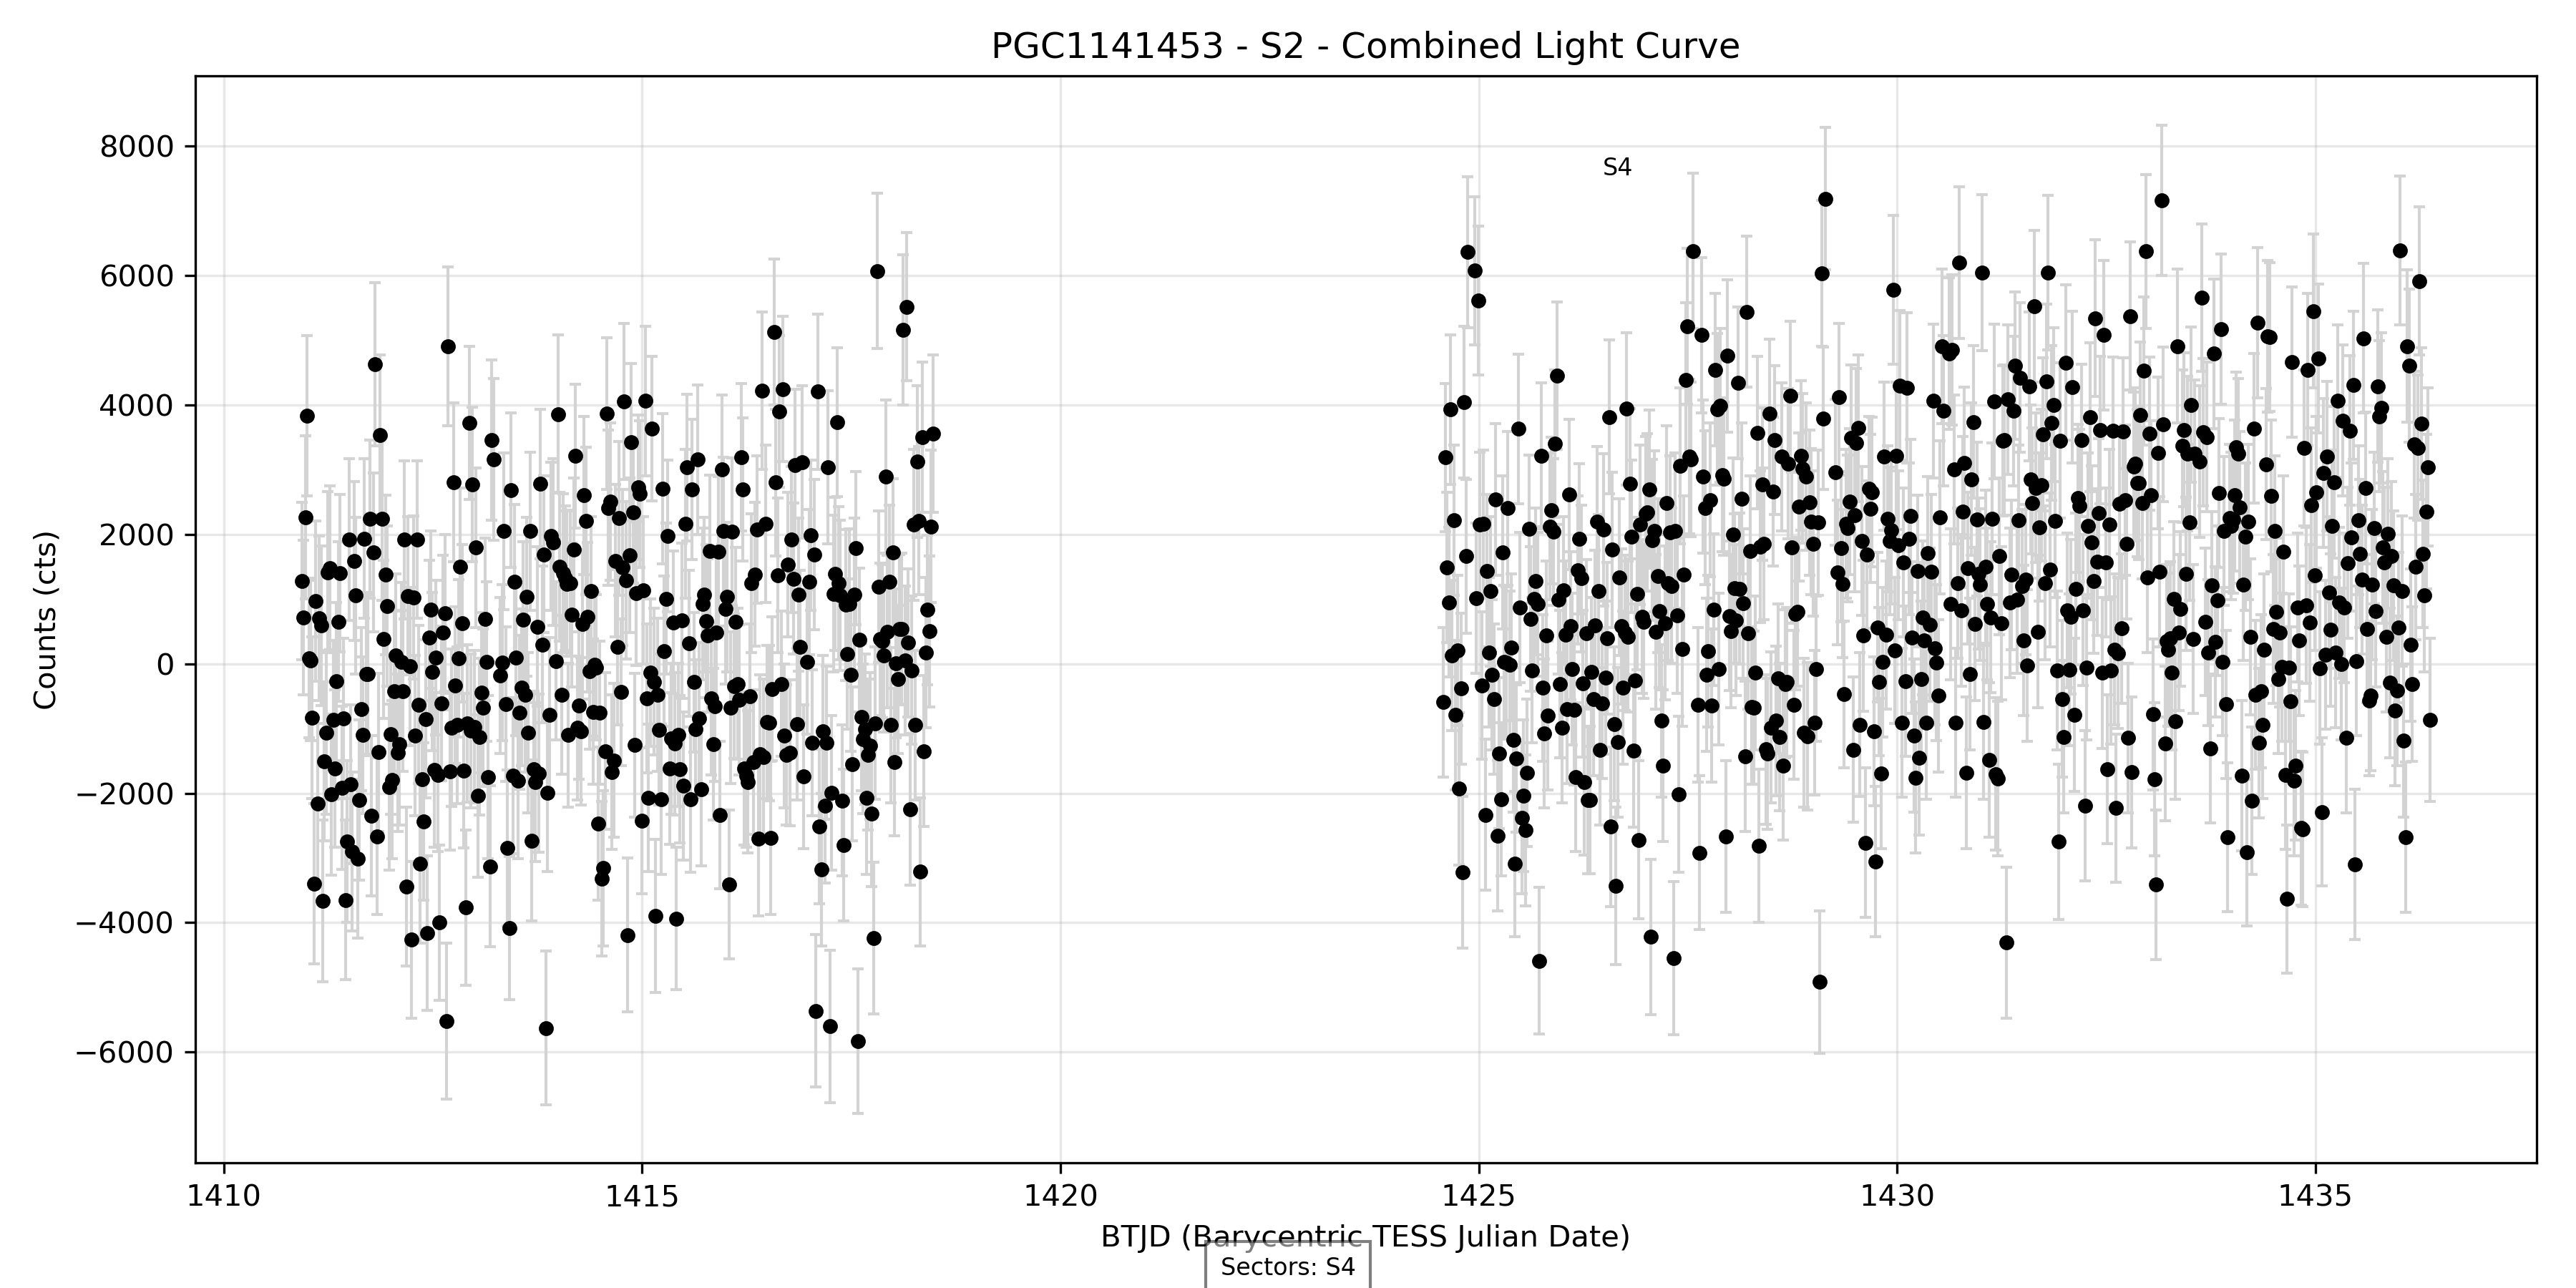 PGC1141453 - S2 - Combined Light Curve
S4
8000
6000
4000
2000
0
−2000
−4000
−6000
Counts (cts)
1410
1415
1420
1425
1430
1435
BTJD (Barycentric TESS Julian Date)
Sectors: S4